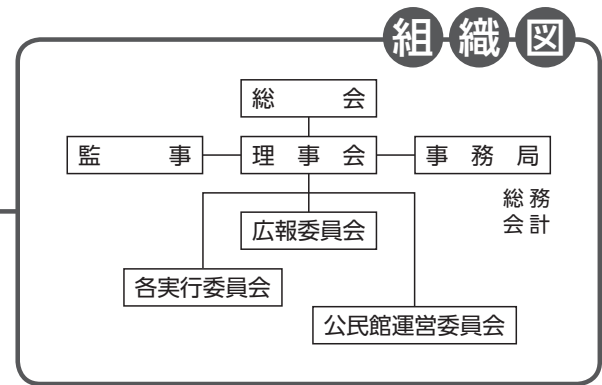 組織図
総会
監事 理事会 事務局
総務
会計
広報委員会
各実行委員会
公民館運営委員会